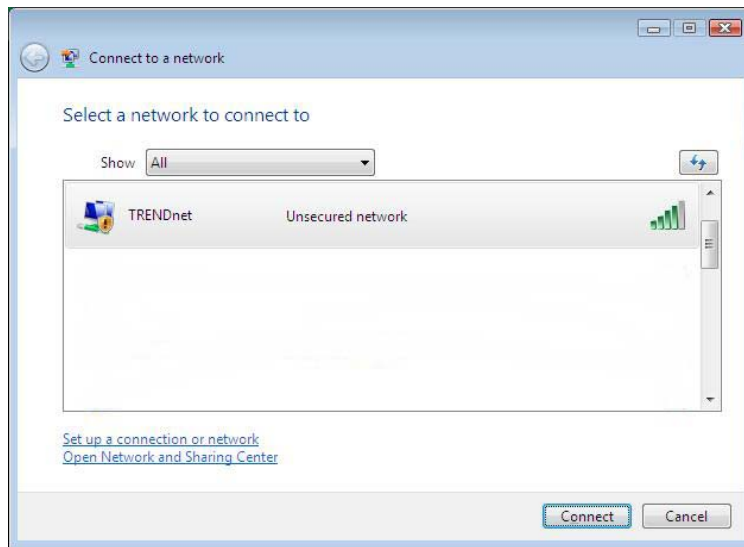 Connect to a network
Select a network to connect to
Show All
TRENDnet Unsecured network
Set up a connection or network
Open Network and Sharing Center
Connect Cancel